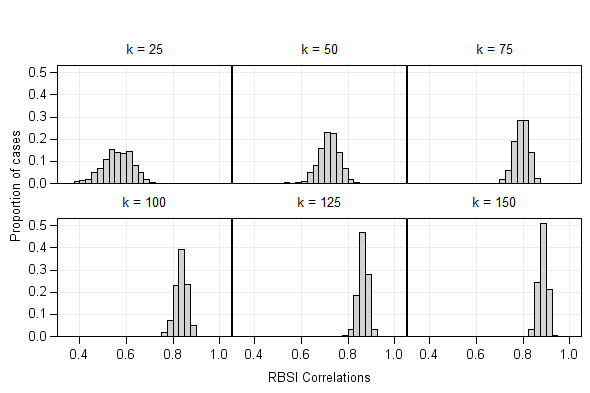 k = 25 k = 50 k = 75
0.5
0.4
0.3
0.2
0.1
0.0
Proportion of cases
k = 100 k = 125 k = 150
0.5
0.4
0.3
0.2
0.1
0.0
0.4 0.6 0.8 1.0 0.4 0.6 0.8 1.0 0.4 0.6 0.8 1.0
RBSI Correlations